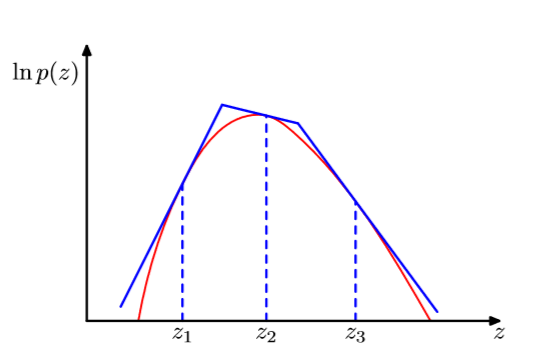 ln p(z)
z₁ z₂ z₃ z